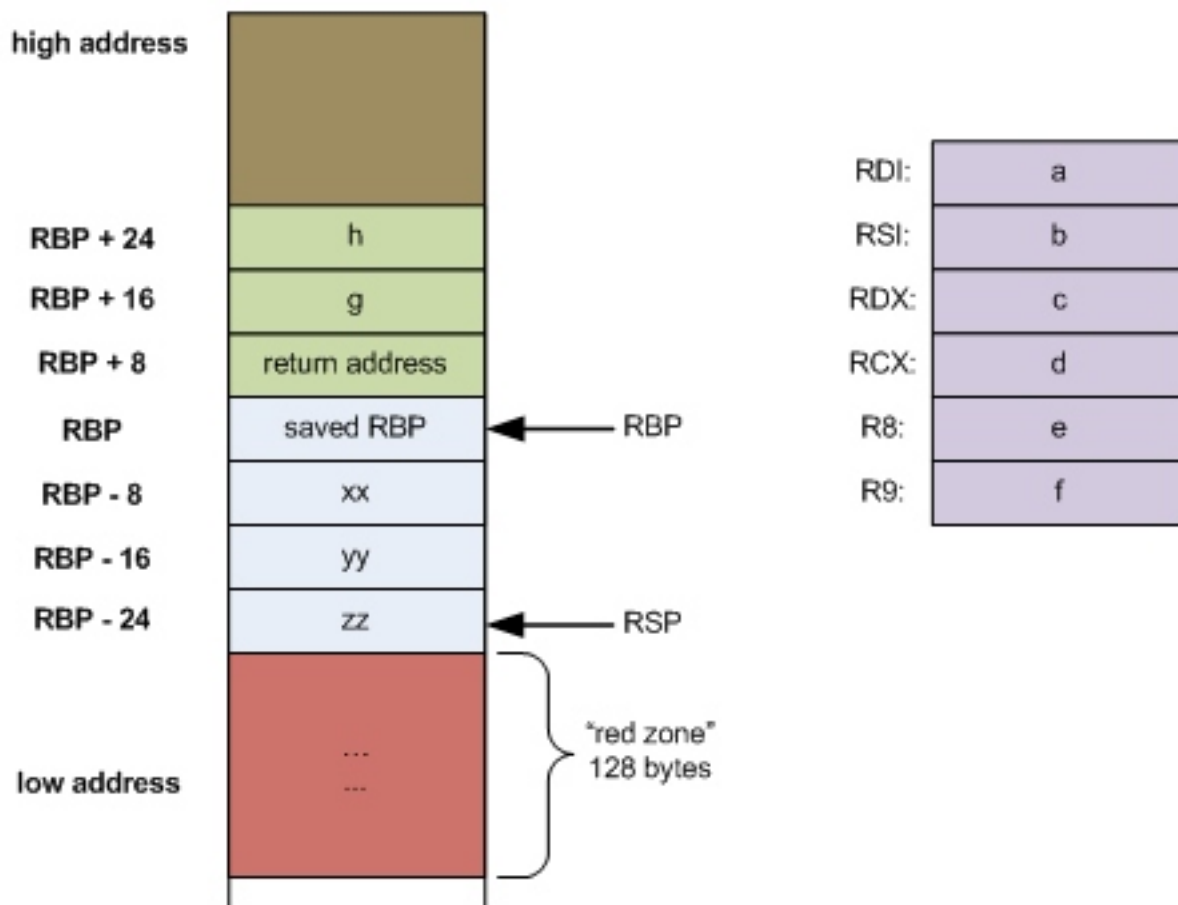 high address
RBP + 24
h
RBP + 16
g
RBP + 8
return address
RBP
saved RBP
RBP
RBP - 8
xx
RBP - 16
yy
RBP - 24
zz
RSP
...
...
"red zone"
128 bytes
low address
RDI:
a
RSI:
b
RDX:
c
RCX:
d
R8:
e
R9:
f